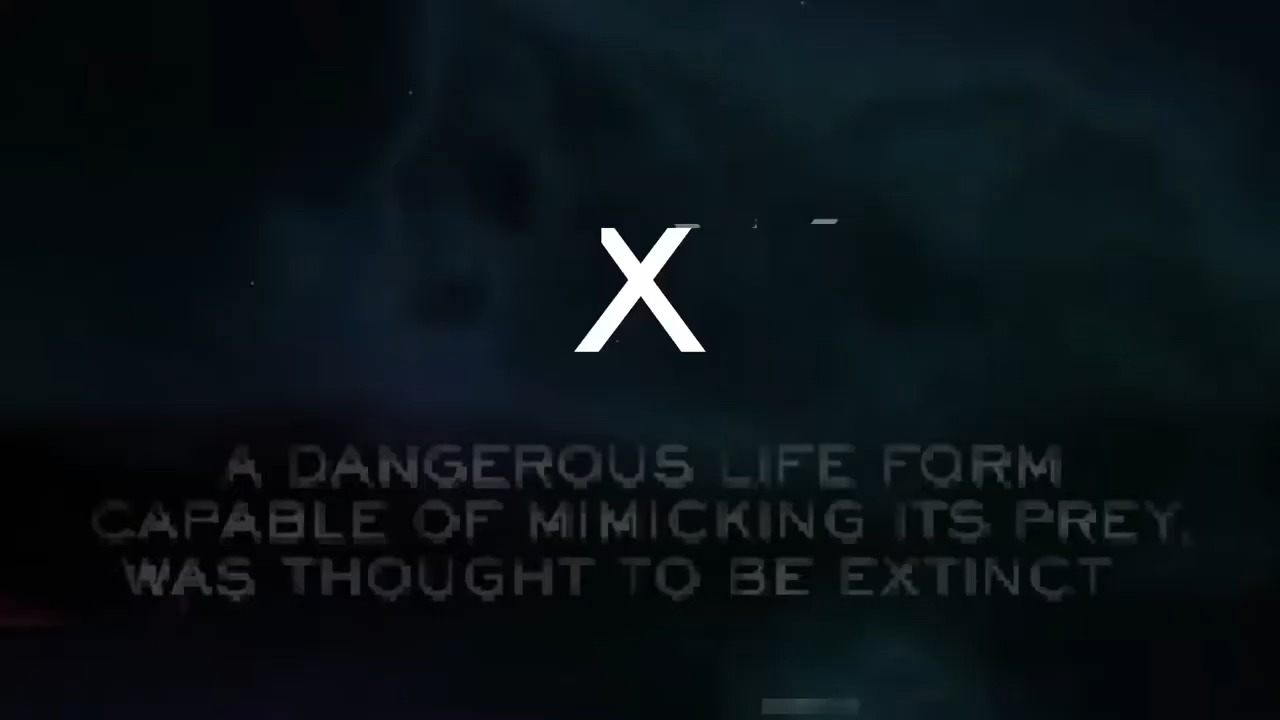 X
A DANGEROUS LIFE FORM
CAPABLE OF MIMICKING ITS PREY,
WAS THOUGHT TO BE EXTINCT